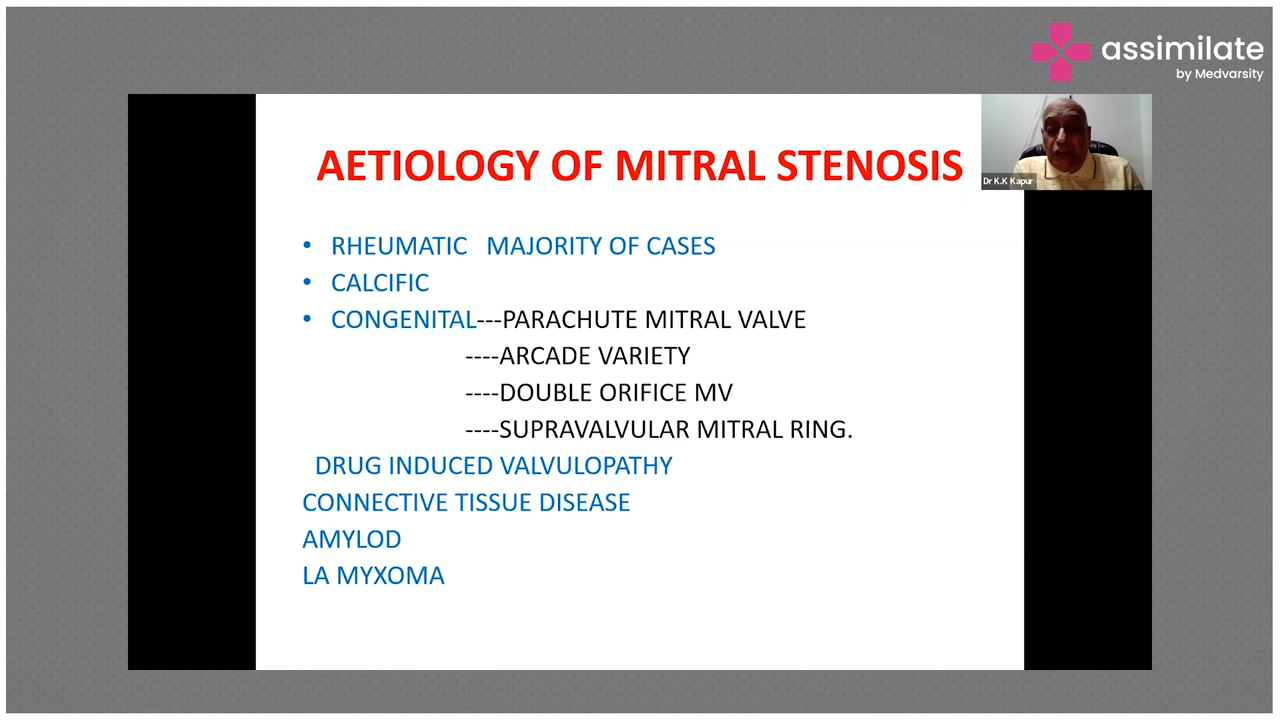 assimilate
by Medvarsity
AETIOLOGY OF MITRAL STENOSIS
Dr K.K Kapur
• RHEUMATIC   MAJORITY OF CASES
• CALCIFIC
• CONGENITAL---PARACHUTE MITRAL VALVE
----ARCADE VARIETY
----DOUBLE ORIFICE MV
----SUPRAVALVULAR MITRAL RING.
DRUG INDUCED VALVULOPATHY
CONNECTIVE TISSUE DISEASE
AMYLOD
LA MYXOMA